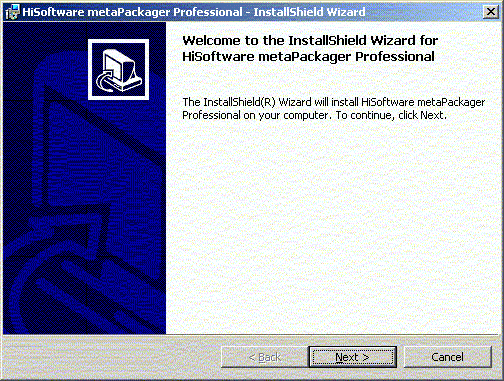 HiSoftware metaPackager Professional - InstallShield Wizard
Welcome to the InstallShield Wizard for
HiSoftware metaPackager Professional
The InstallShield(R) Wizard will install HiSoftware metaPackager
Professional on your computer. To continue, click Next.
< Back
Next >
Cancel